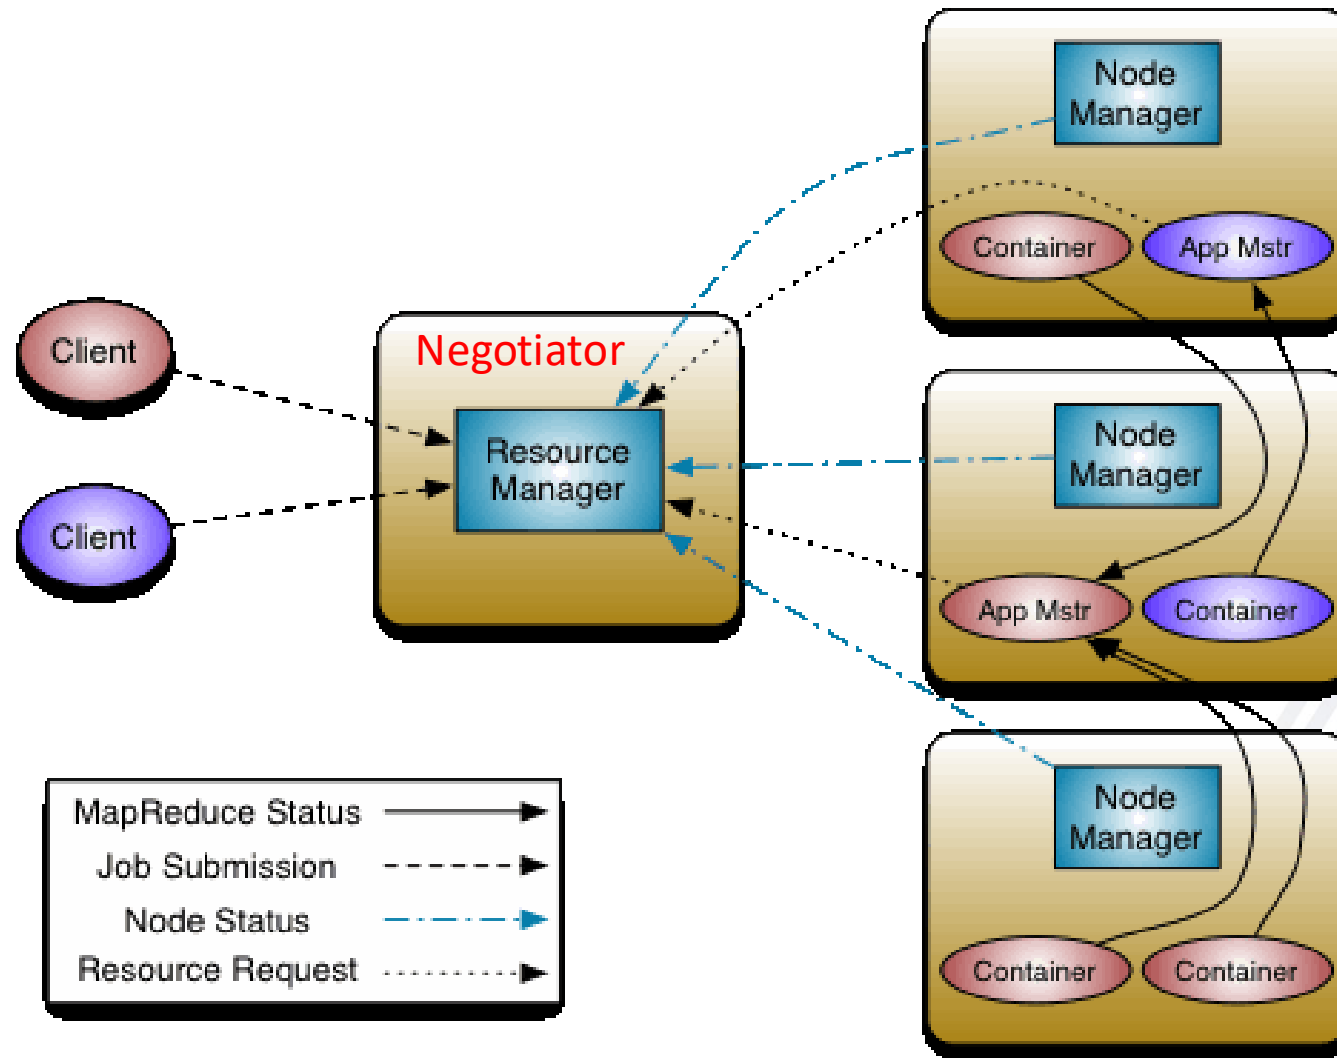 Client
Client
Negotiator
Resource
Manager
Node
Manager
Container
App Mstr
Node
Manager
App Mstr
Container
Node
Manager
Container
Container
MapReduce Status
Job Submission
Node Status
Resource Request